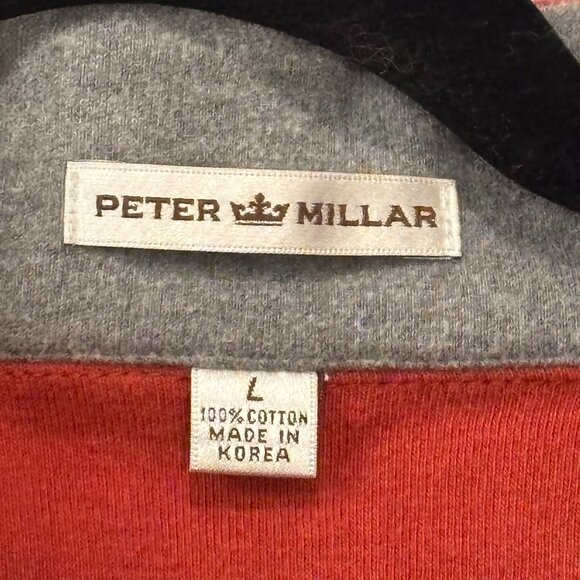 PETER MILLAR
L
100% COTTON
MADE IN
KOREA